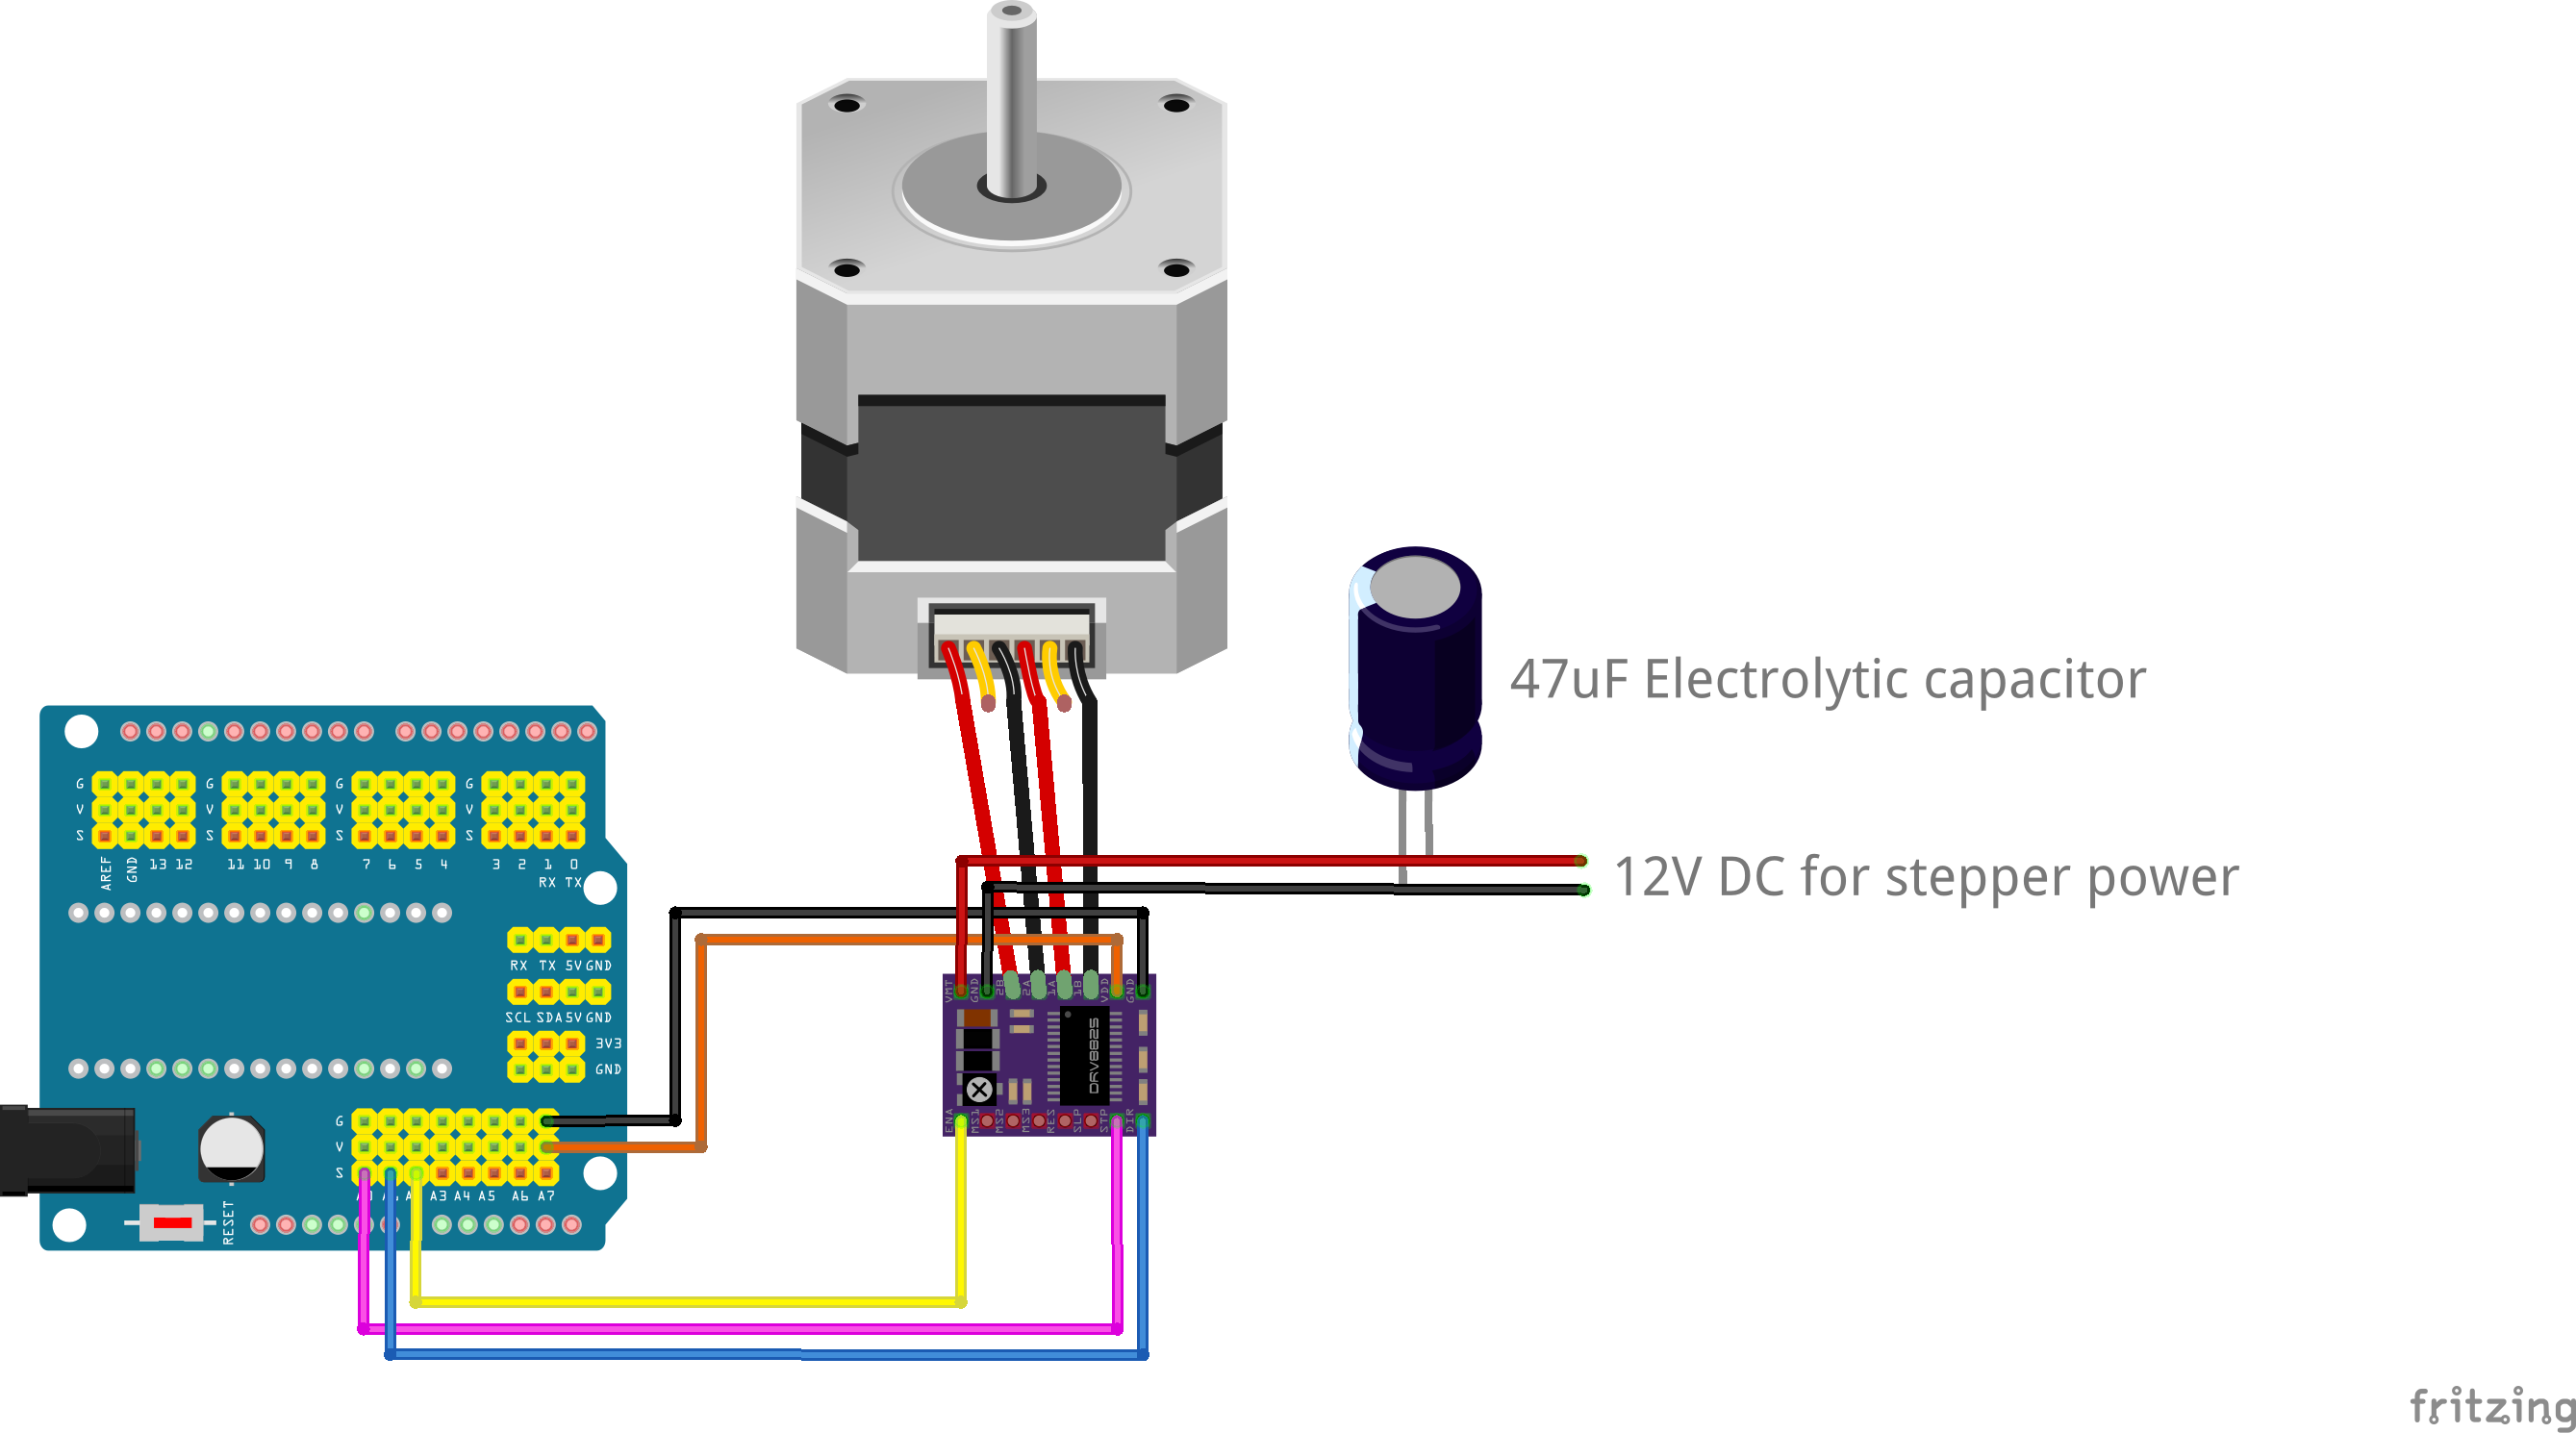 47uF Electrolytic capacitor
12V DC for stepper power
G G G G
V V V V
S S S S
AREF GND 13 12 11 10 9 8 7 6 5 4 3 2 1 0
RX TX
RX TX 5V GND
SCL SDA 5V GND
3V3
GND
VMT GND 2B 2A 1A 1B VDD GND
DRV8825
ENA MS1 MS2 MS3 RES SLP STP DIR
G
V
S
A3 A4 A5 A6 A7
RESET
fritzing